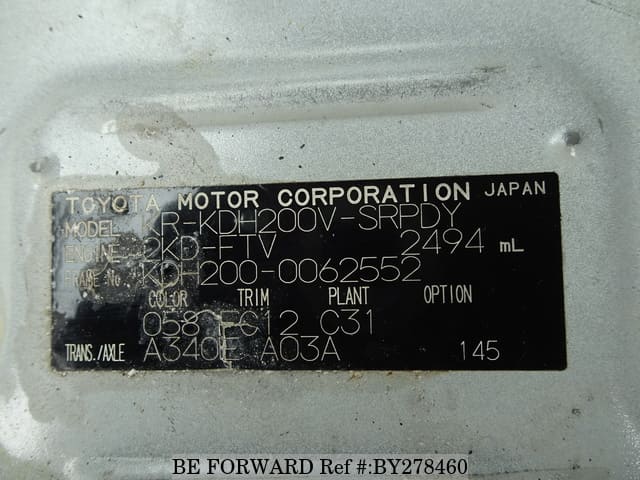 TOYOTA MOTOR CORPORATION JAPAN
MODEL KR-KDH200V-SRPDY
ENGINE 2KD-FTV 2494 mL
FRAME No. KDH200-0062552
COLOR TRIM PLANT OPTION
058 FC12 C31
TRANS./AXLE A340E A03A 145
BE FORWARD Ref #:BY278460